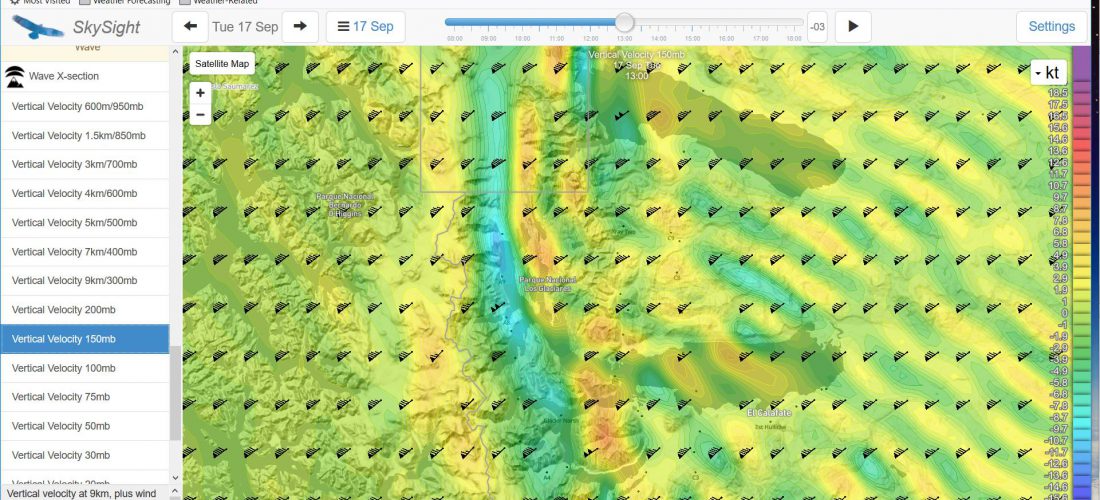 Most Visited Weather Forecasting Weather-Related
SkySight
Tue 17 Sep
17 Sep
08:00 09:00 10:00 11:00 12:00 13:00 14:00 15:00 16:00 17:00 18:00
-03
Settings
Wave
Wave X-section
Vertical Velocity 600m/950mb
Vertical Velocity 1.5km/850mb
Vertical Velocity 3km/700mb
Vertical Velocity 4km/600mb
Vertical Velocity 5km/500mb
Vertical Velocity 7km/400mb
Vertical Velocity 9km/300mb
Vertical Velocity 200mb
Vertical Velocity 150mb
Vertical Velocity 100mb
Vertical Velocity 75mb
Vertical Velocity 50mb
Vertical Velocity 30mb
Vertical Velocity 20mb
Vertical velocity at 9km, plus wind
Satellite Map
+
−
Vertical Velocity 150mb
13:00
kt
Parque Nacional
Bernardo
O'Higgins
Parque Nacional
Los Glaciares
El Calafate
18.5
17.5
16.6
15.6
14.6
13.6
12.6
11.7
10.7
9.7
8.7
7.8
6.8
5.8
4.9
3.9
2.9
1.9
1
0
-1
-1.9
-2.9
-3.9
-4.9
-5.8
-6.8
-7.8
-8.7
-9.7
-10.7
-11.7
-12.6
-13.6
-14.6
-15.6